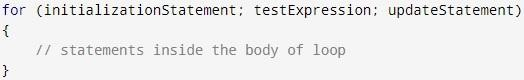 for (initializationStatement; testExpression; updateStatement)
{
    // statements inside the body of loop
}